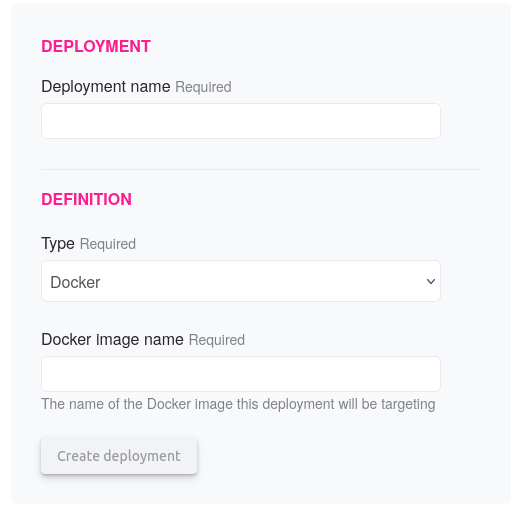 DEPLOYMENT
Deployment name Required
DEFINITION
Type Required
Docker
Docker image name Required
The name of the Docker image this deployment will be targeting
Create deployment